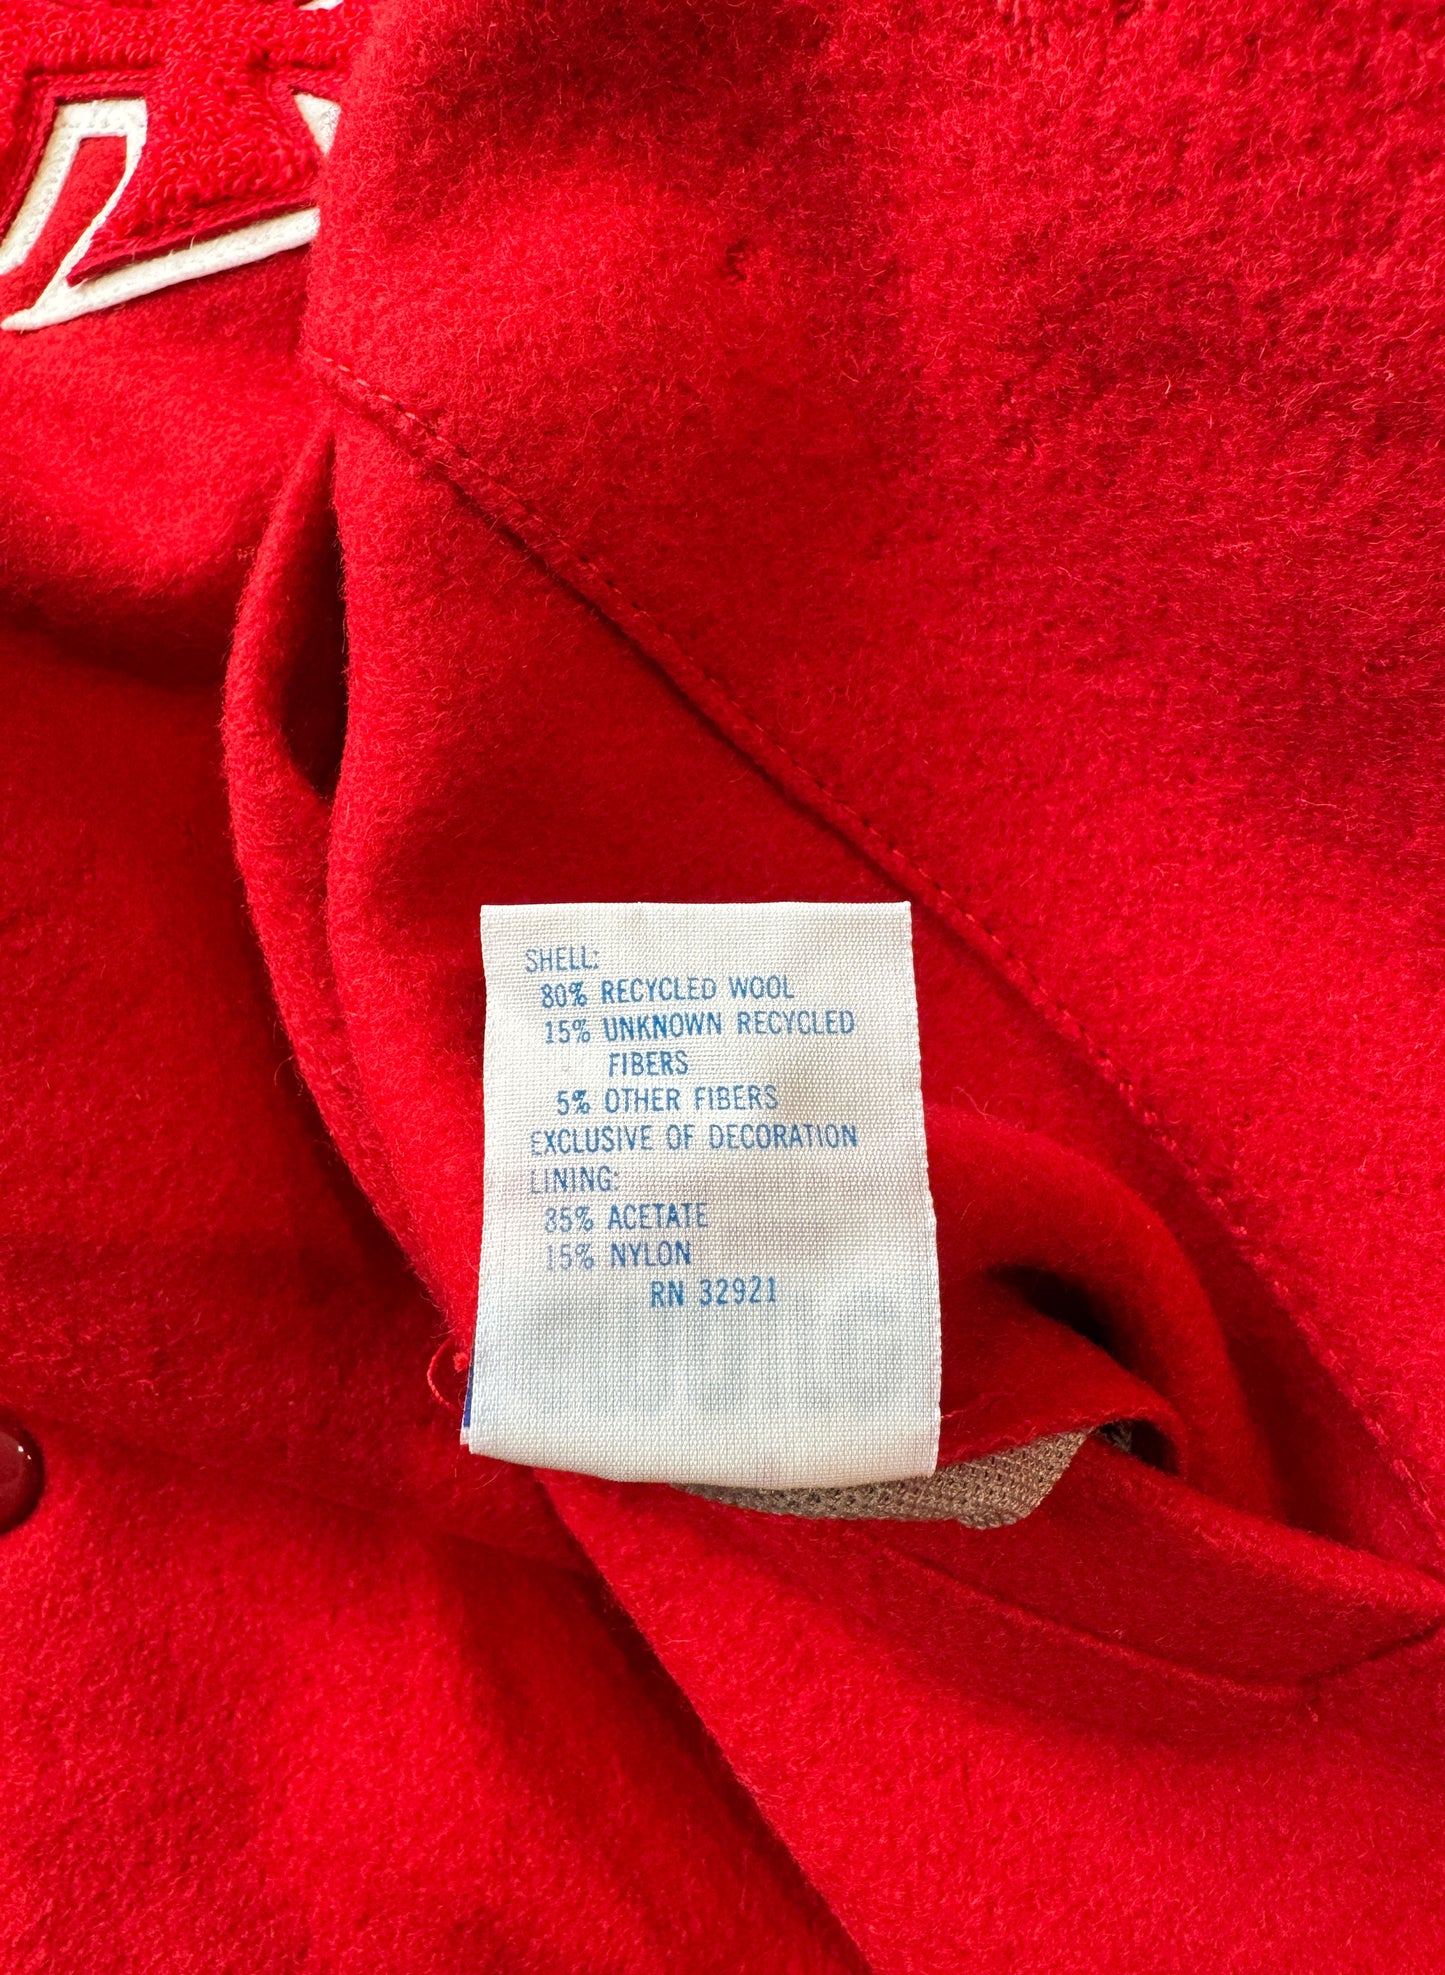 SHELL:
80% RECYCLED WOOL
15% UNKNOWN RECYCLED
FIBERS
5% OTHER FIBERS
EXCLUSIVE OF DECORATION
LINING:
85% ACETATE
15% NYLON
RN 32921